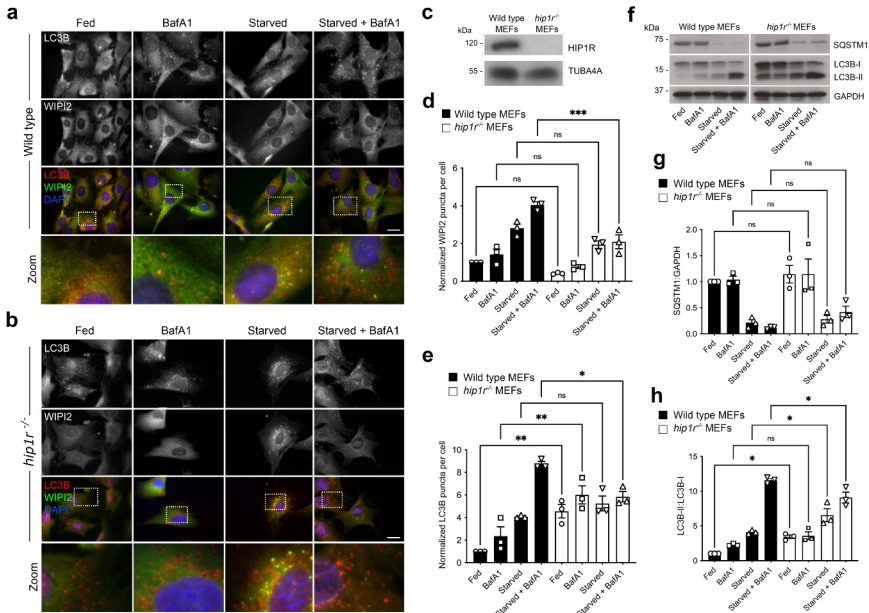 a
Fed
BafA1
Starved
Starved + BafA1
Wild type
LC3B
WIPI2
LC3B
WIPI2
DAPI
Zoom
b
Fed
BafA1
Starved
Starved + BafA1
hip1r -/-
LC3B
WIPI2
LC3B
WIPI2
DAPI
Zoom
c
Wild type MEFs
hip1r-/- MEFs
kDa
120
HIP1R
55
TUBA4A
d
Wild type MEFs
hip1r-/- MEFs
***
ns
ns
ns
Normalized WIPI2 puncta per cell
6
4
2
0
Fed
BafA1
Starved
Starved + BafA1
Fed
BafA1
Starved
Starved + BafA1
e
Wild type MEFs
hip1r-/- MEFs
*
ns
**
**
Normalized LC3B puncta per cell
10
8
6
4
2
0
Fed
BafA1
Starved
Starved + BafA1
Fed
BafA1
Starved
Starved + BafA1
f
kDa
Wild type MEFs
hip1r-/- MEFs
75
SQSTM1
15
LC3B-I
LC3B-II
37
GAPDH
Fed
BafA1
Starved
Starved + BafA1
Fed
BafA1
Starved
Starved + BafA1
g
Wild type MEFs
hip1r-/- MEFs
ns
ns
ns
ns
SQSTM1:GAPDH
2.0
1.5
1.0
0.5
0.0
Fed
BafA1
Starved
Starved + BafA1
Fed
BafA1
Starved
Starved + BafA1
h
Wild type MEFs
hip1r-/- MEFs
*
*
ns
*
LC3B-II:LC3B-I
15
10
5
0
Fed
BafA1
Starved
Starved + BafA1
Fed
BafA1
Starved
Starved + BafA1